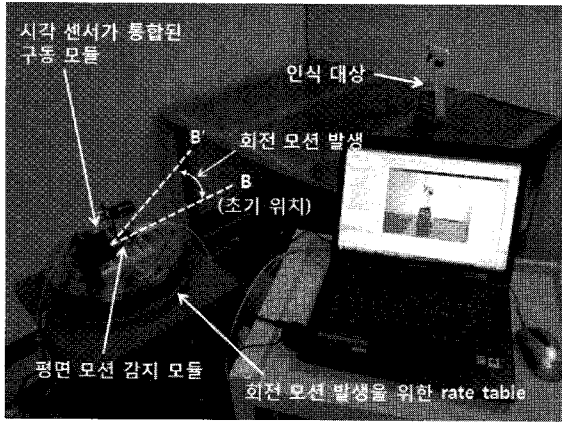 시각 센서가 통합된
구동 모듈
인식 대상
B'
회전 모션 발생
B
(초기 위치)
평면 모션 감지 모듈
회전 모션 발생을 위한 rate table